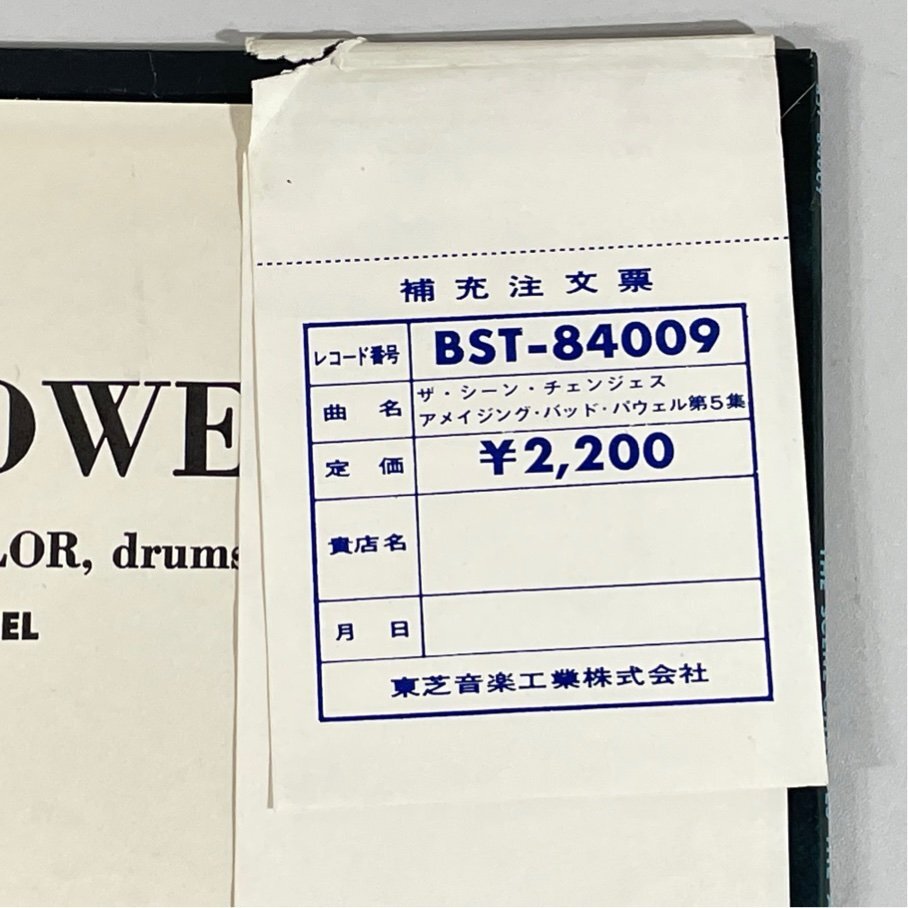 OWE
LOR, drums
EL
補充注文票
レコード番号 BST-84009
曲名 ザ・シーン・チェンジェス
アメイジング・バッド・パウェル第5集
定価 ¥2,200
貴店名
月日
東芝音楽工業株式会社